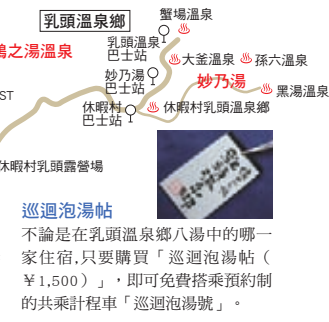 乳頭溫泉鄉
蟹場溫泉
鶴之湯溫泉
乳頭溫泉
巴士站
大釜溫泉
孫六溫泉
妙乃湯
巴士站
妙乃湯
黑湯溫泉
ST
休暇村
巴士站
休暇村乳頭溫泉鄉
休暇村乳頭露營場
巡迴泡湯帖
不論是在乳頭溫泉鄉八湯中的哪一
家住宿,只要購買「巡迴泡湯帖（
￥1,500）」，即可免費搭乘預約制
的共乘計程車「巡迴泡湯號」。